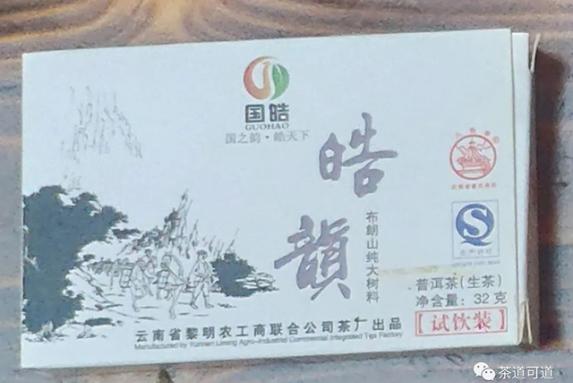 国皓
GUOHAO
国之韵·皓天下
皓韻
布朗山纯大树料
普洱茶(生茶)
净含量:32克
【试饮装】
云南省黎明农工商联合公司茶厂出品
Manufactured by Yunnan Liming Agro-Industrial Commercial Integrated Tea Factory
茶道可道